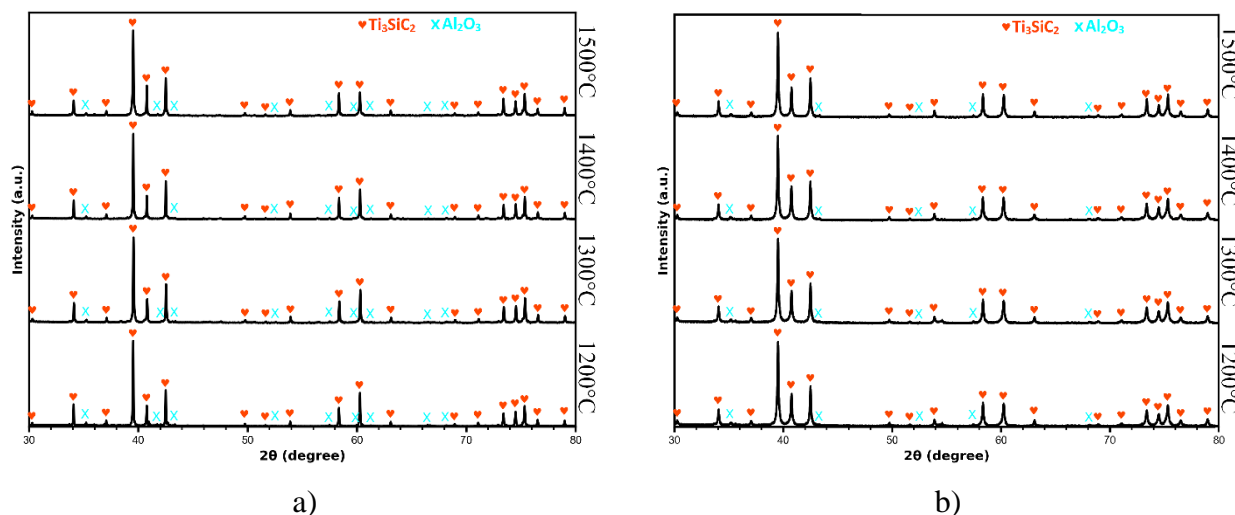 ♥Ti₃SiC₂ xAl₂O₃
1500°C
1400°C
1300°C
1200°C
Intensity (a.u.)
30 40 50 60 70 80
2θ (degree)
a)
♥Ti₃SiC₂ xAl₂O₃
1500°C
1400°C
1300°C
1200°C
Intensity (a.u.)
30 40 50 60 70 80
2θ (degree)
b)